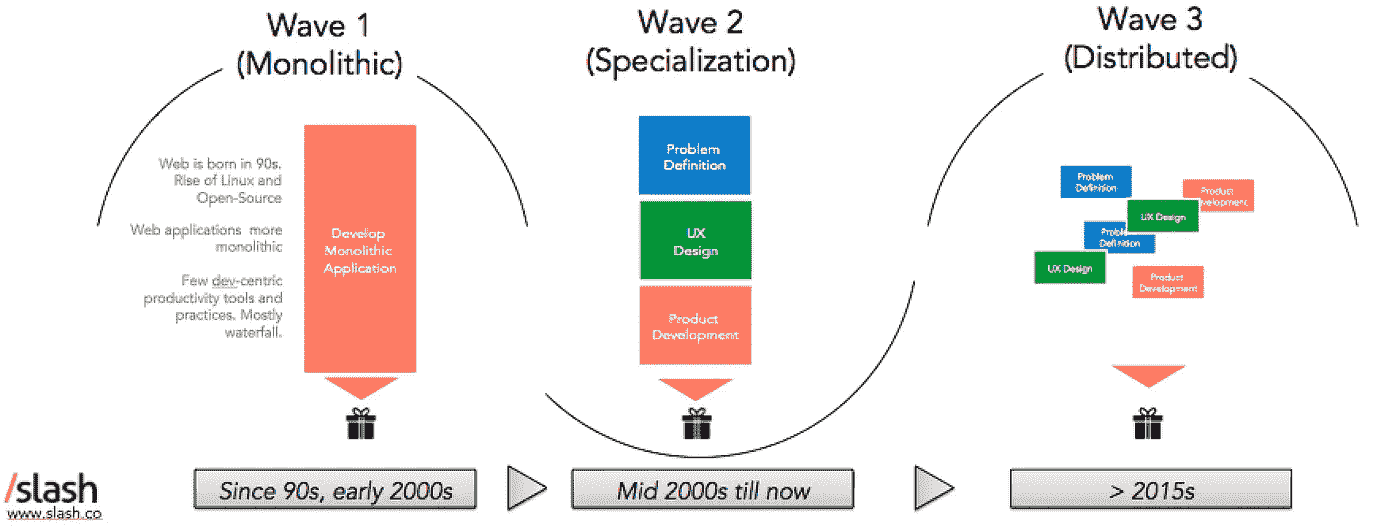 Wave 1
(Monolithic)
Web is born in 90s.
Rise of Linux and
Open-Source
Web applications more
monolithic
Few dev-centric
productivity tools and
practices. Mostly
waterfall.
Develop
Monolithic
Application
Since 90s, early 2000s
Wave 2
(Specialization)
Problem
Definition
UX
Design
Product
Development
Mid 2000s till now
Wave 3
(Distributed)
Problem
Definition
Product
velopment
UX Design
Proble
Definition
UX Design
Product
Development
> 2015s
/slash
www.slash.co